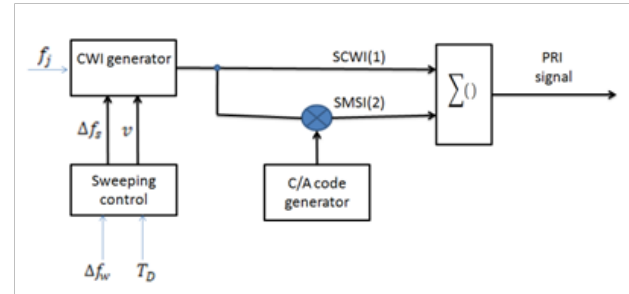 f_j
CWI generator
SCWI(1)
PRI
signal
SMSI(2)
∑()
Δf_s
v
Sweeping
control
C/A code
generator
Δf_w
T_D